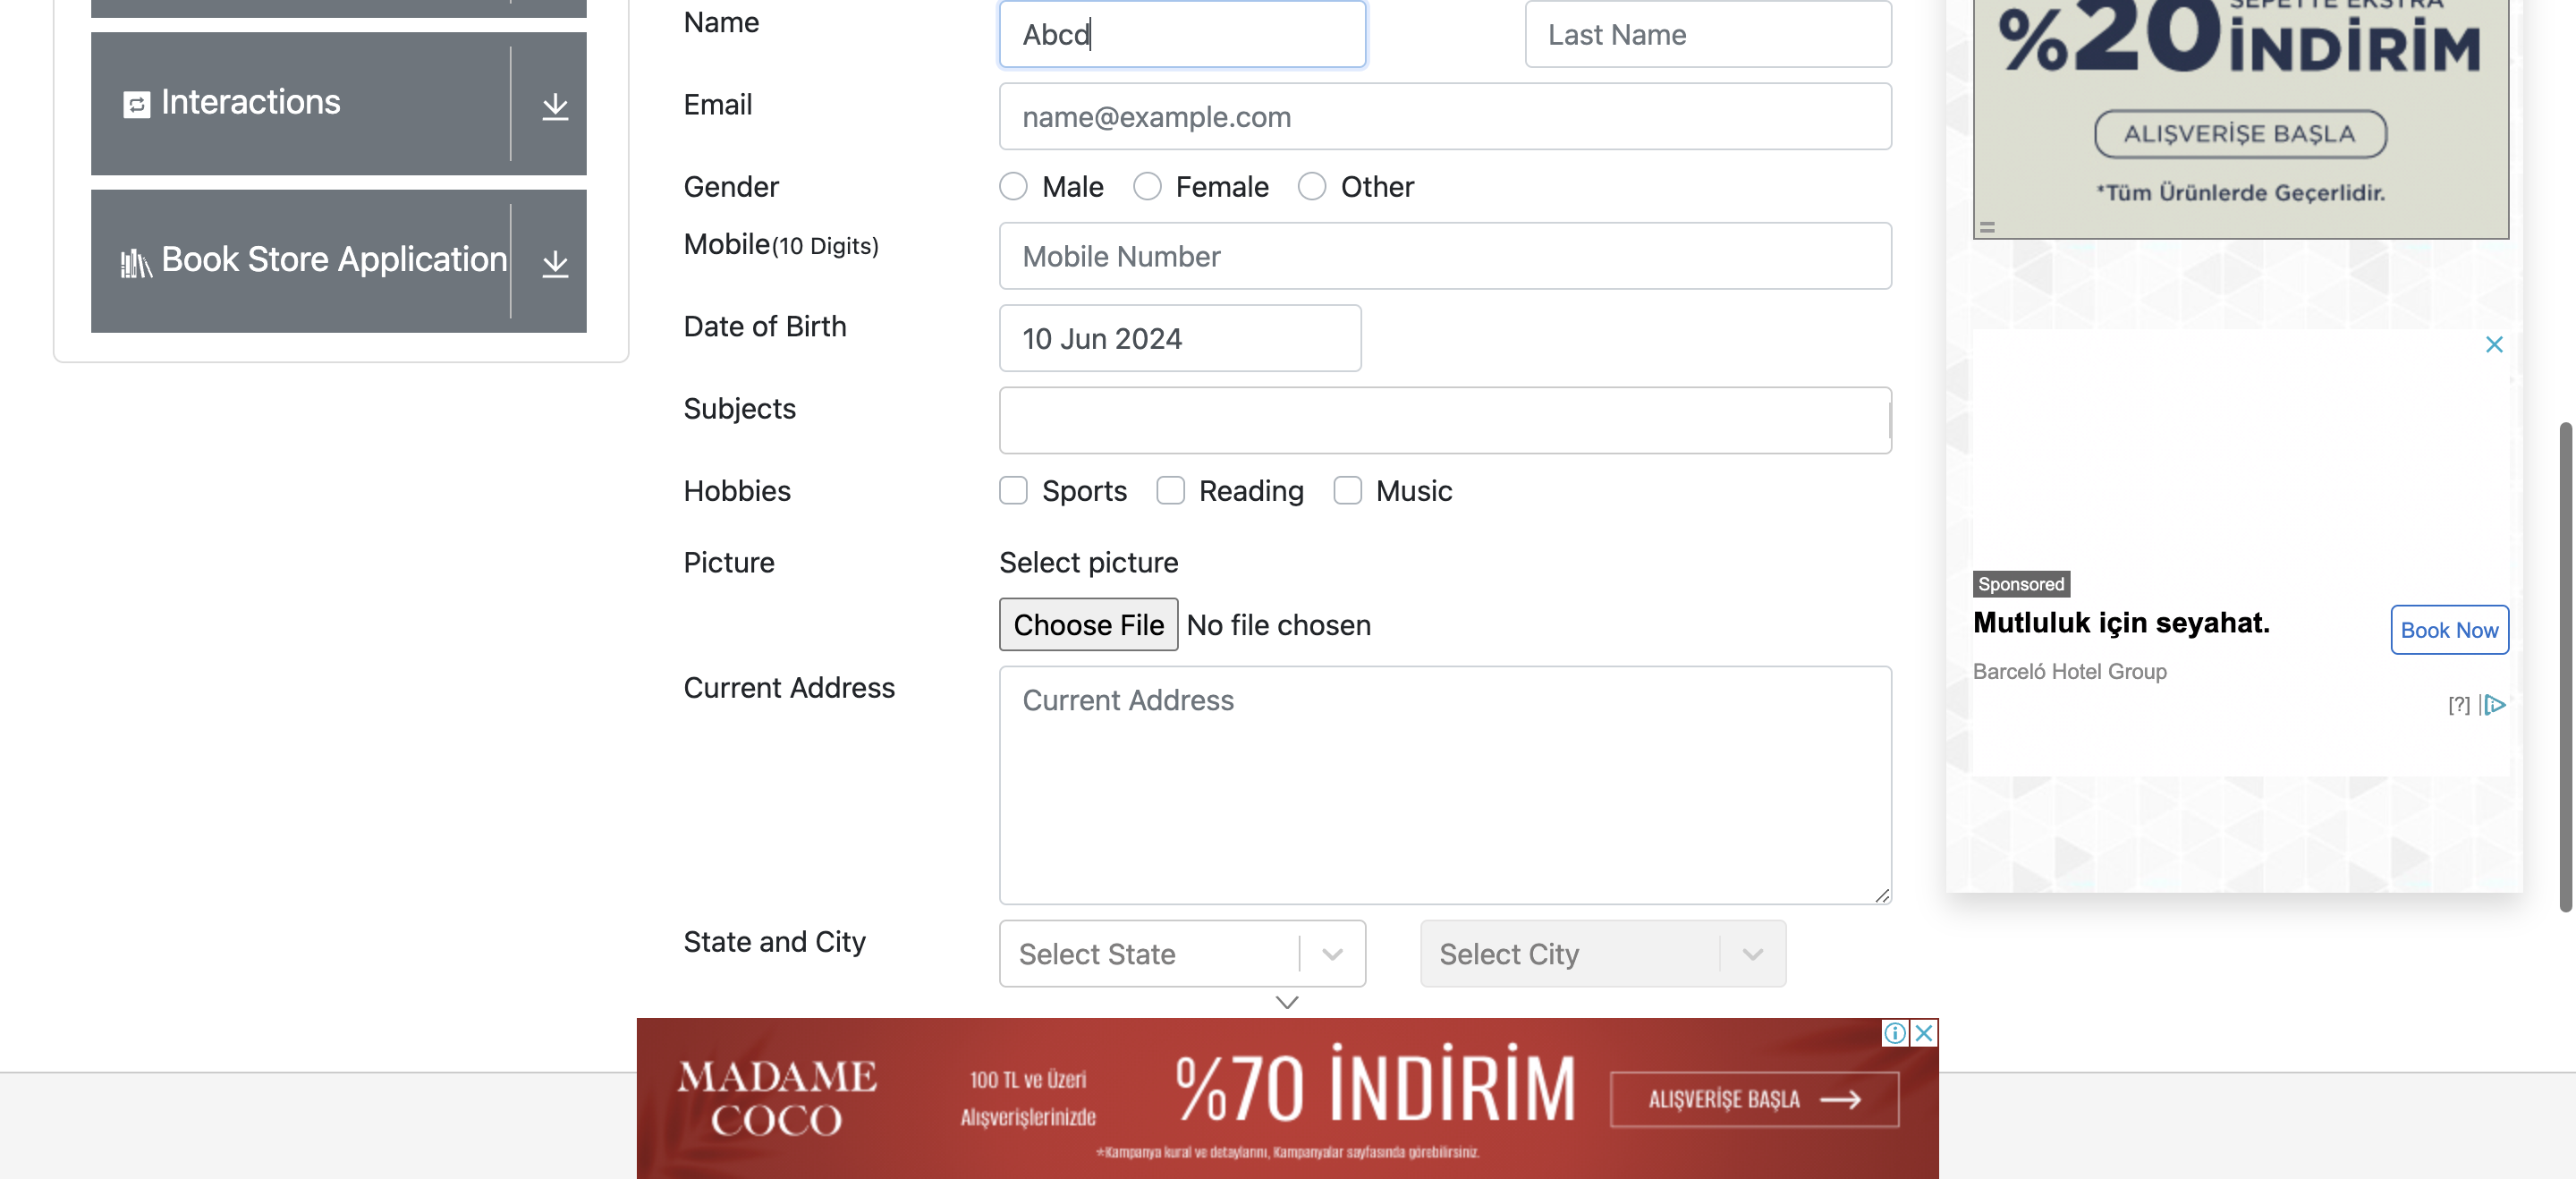 Interactions
Book Store Application
Name
Abcd
Last Name
Email
name@example.com
Gender
Male
Female
Other
Mobile(10 Digits)
Mobile Number
Date of Birth
10 Jun 2024
Subjects
Hobbies
Sports
Reading
Music
Picture
Select picture
Choose File No file chosen
Current Address
Current Address
State and City
Select State
Select City
SEPETTE EKSTRA
%20 İNDİRİM
ALIŞVERİŞE BAŞLA
*Tüm Ürünlerde Geçerlidir.
Sponsored
Mutluluk için seyahat.
Book Now
Barceló Hotel Group
[?]
MADAME
COCO
100 TL ve Üzeri
Alışverişlerinizde
%70 İNDİRİM
ALIŞVERİŞE BAŞLA
*Kampanya kural ve detaylarını, Kampanyalar sayfasında görebilirsiniz.